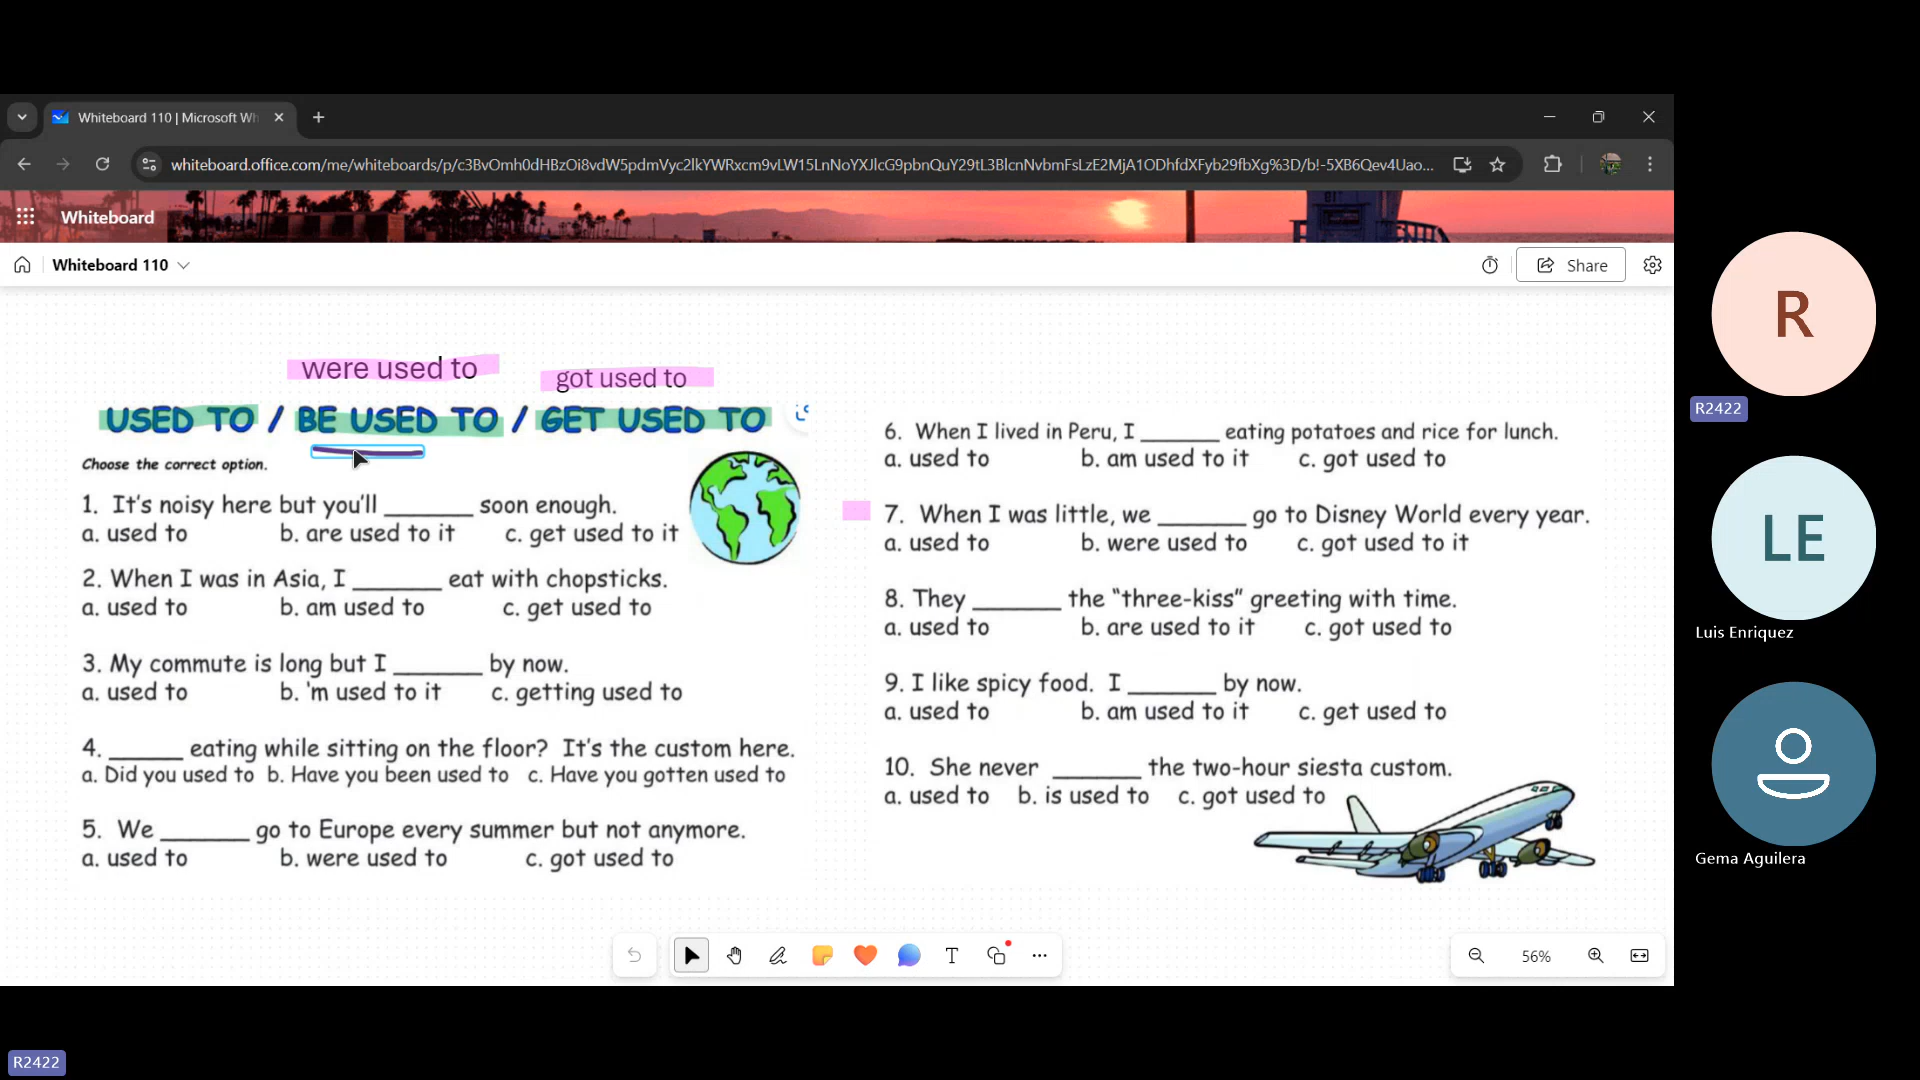 Whiteboard 110 | Microsoft Wh
whiteboard.office.com/me/whiteboards/p/c3BvOmh0dHBzOi8vdW5pdmVyc2lkYWRxcm9vLW15LnNoYXJlcG9pbnQuY29tL3BlcnNvbmFsLzE2MjA1ODhfdXFyb29fbXg%3D/b!-5XB6Qev4Uao...
Whiteboard
Whiteboard 110
Share
were used to
got used to
USED TO / BE USED TO / GET USED TO
Choose the correct option.
1. It's noisy here but you'll _______ soon enough.
a. used to b. are used to it c. get used to it
2. When I was in Asia, I _______ eat with chopsticks.
a. used to b. am used to c. get used to
3. My commute is long but I _______ by now.
a. used to b. 'm used to it c. getting used to
4. ______ eating while sitting on the floor? It's the custom here.
a. Did you used to b. Have you been used to c. Have you gotten used to
5. We _______ go to Europe every summer but not anymore.
a. used to b. were used to c. got used to
6. When I lived in Peru, I ______ eating potatoes and rice for lunch.
a. used to b. am used to it c. got used to
7. When I was little, we _______ go to Disney World every year.
a. used to b. were used to c. got used to it
8. They _______ the "three-kiss" greeting with time.
a. used to b. are used to it c. got used to
9. I like spicy food. I _______ by now.
a. used to b. am used to it c. get used to
10. She never _______ the two-hour siesta custom.
a. used to b. is used to c. got used to
56%
R
R2422
LE
Luis Enriquez
Gema Aguilera
R2422